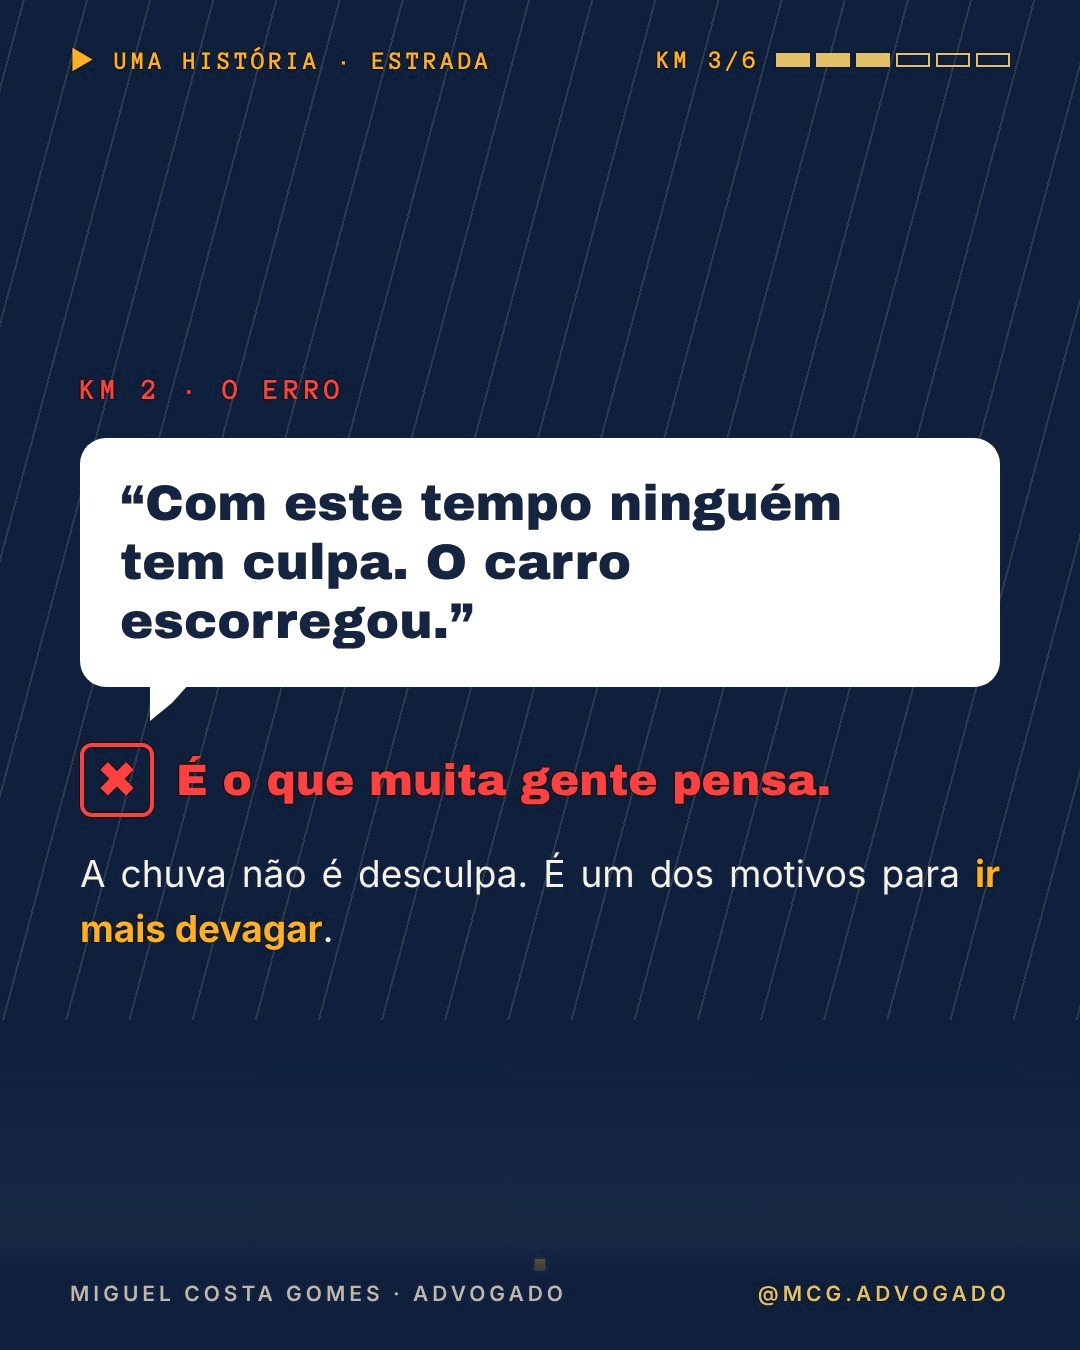 ▶ UMA HISTÓRIA · ESTRADA
KM 3/6
KM 2 · O ERRO
“Com este tempo ninguém
tem culpa. O carro
escorregou.”
✖ É o que muita gente pensa.
A chuva não é desculpa. É um dos motivos para ir
mais devagar.
MIGUEL COSTA GOMES · ADVOGADO
@MCG.ADVOGADO